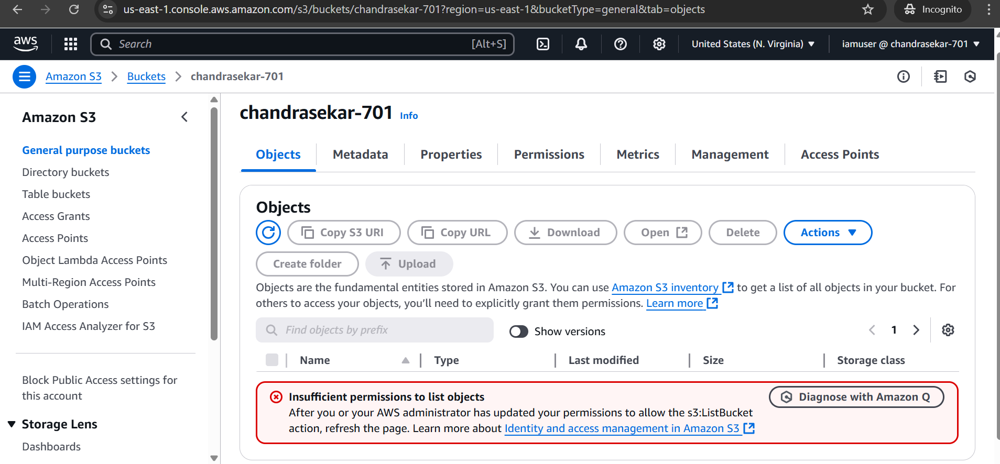 us-east-1.console.aws.amazon.com/s3/buckets/chandrasekar-701?region=us-east-1&bucketType=general&tab=objects
Incognito
aws
Search
[Alt+S]
United States (N. Virginia)
iamuser @ chandrasekar-701
Amazon S3
Buckets
chandrasekar-701
Amazon S3
General purpose buckets
Directory buckets
Table buckets
Access Grants
Access Points
Object Lambda Access Points
Multi-Region Access Points
Batch Operations
IAM Access Analyzer for S3
Block Public Access settings for
this account
Storage Lens
Dashboards
chandrasekar-701 Info
Objects
Metadata
Properties
Permissions
Metrics
Management
Access Points
Objects
Copy S3 URI
Copy URL
Download
Open
Delete
Actions
Create folder
Upload
Objects are the fundamental entities stored in Amazon S3. You can use Amazon S3 inventory to get a list of all objects in your bucket. For
others to access your objects, you'll need to explicitly grant them permissions. Learn more
Find objects by prefix
Show versions
1
Name
Type
Last modified
Size
Storage class
Insufficient permissions to list objects
After you or your AWS administrator has updated your permissions to allow the s3:ListBucket
action, refresh the page. Learn more about Identity and access management in Amazon S3
Diagnose with Amazon Q